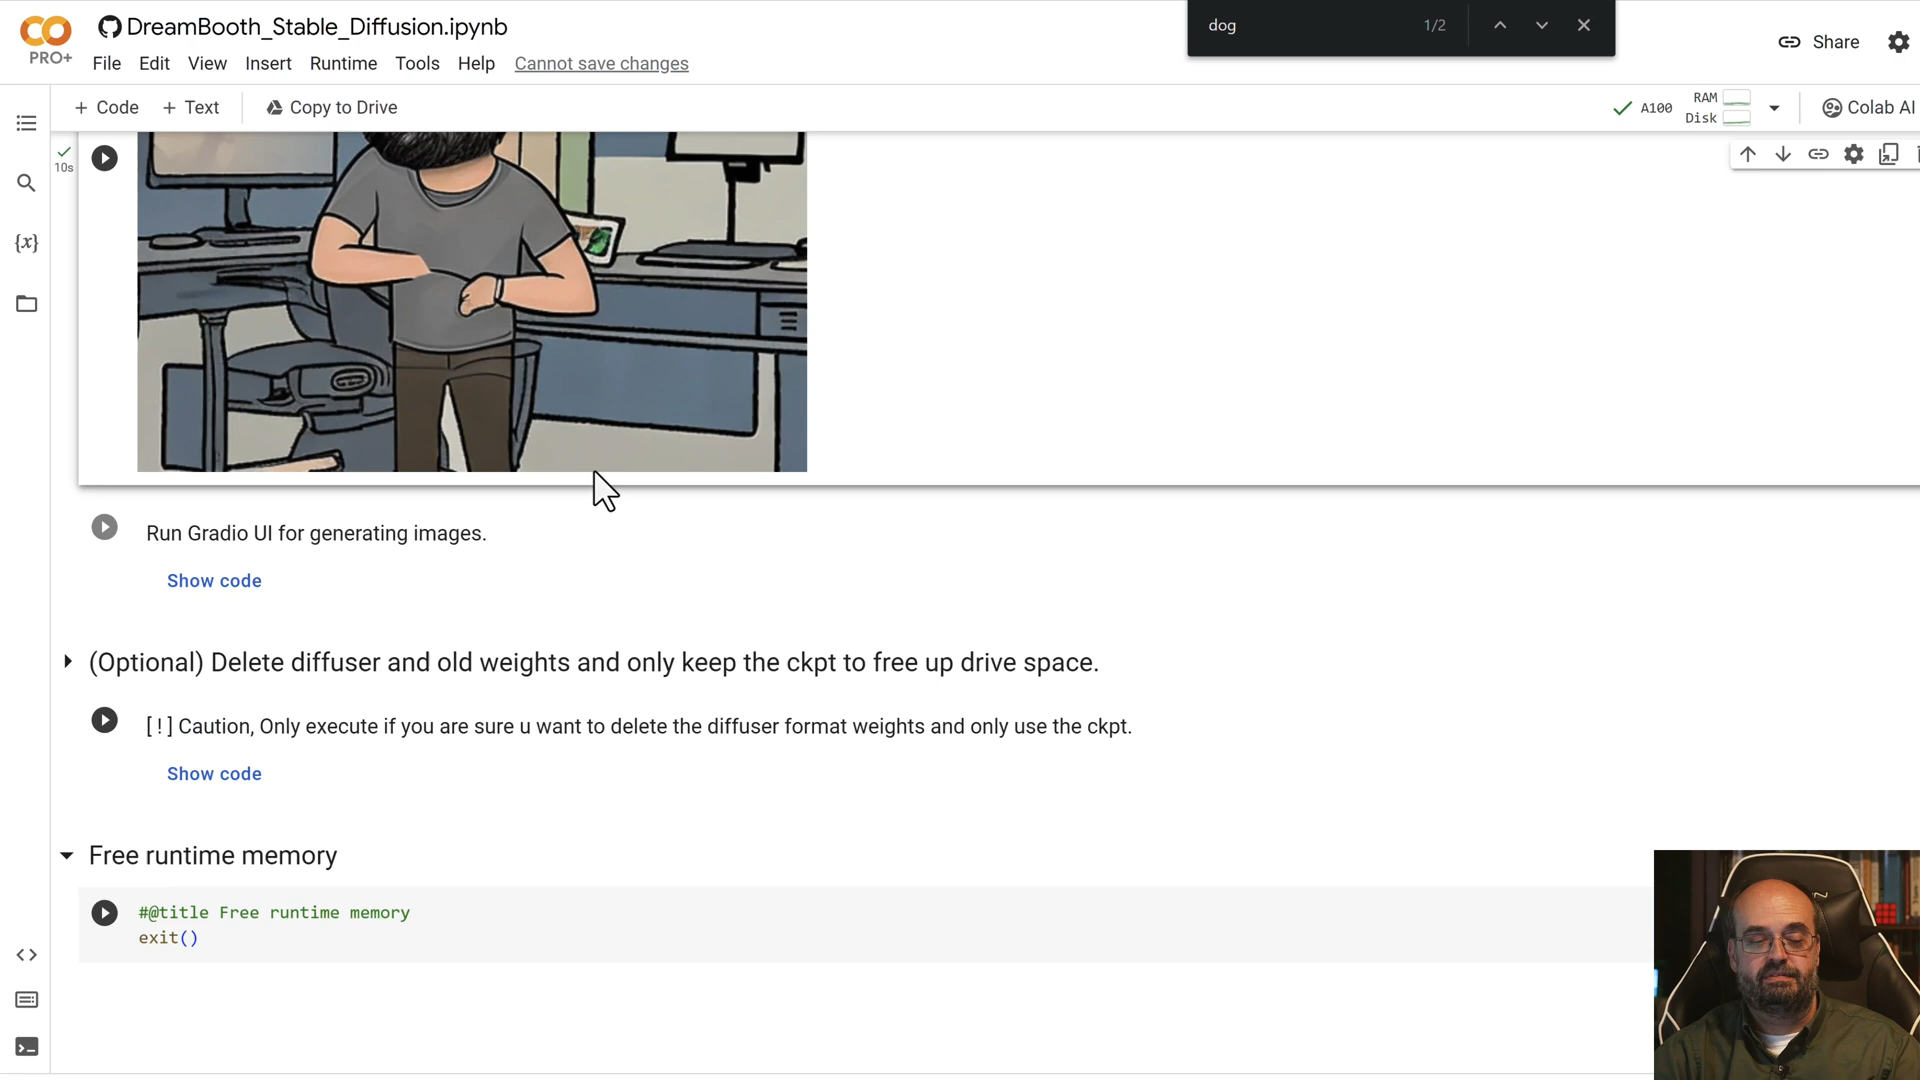 DreamBooth_Stable_Diffusion.ipynb
dog 1/2
Share
PRO+
File Edit View Insert Runtime Tools Help Cannot save changes
+ Code + Text Copy to Drive
A100 RAM Disk Colab AI
10s
{x}
Run Gradio UI for generating images.
Show code
(Optional) Delete diffuser and old weights and only keep the ckpt to free up drive space.
[ ! ] Caution, Only execute if you are sure u want to delete the diffuser format weights and only use the ckpt.
Show code
Free runtime memory
#@title Free runtime memory
exit()